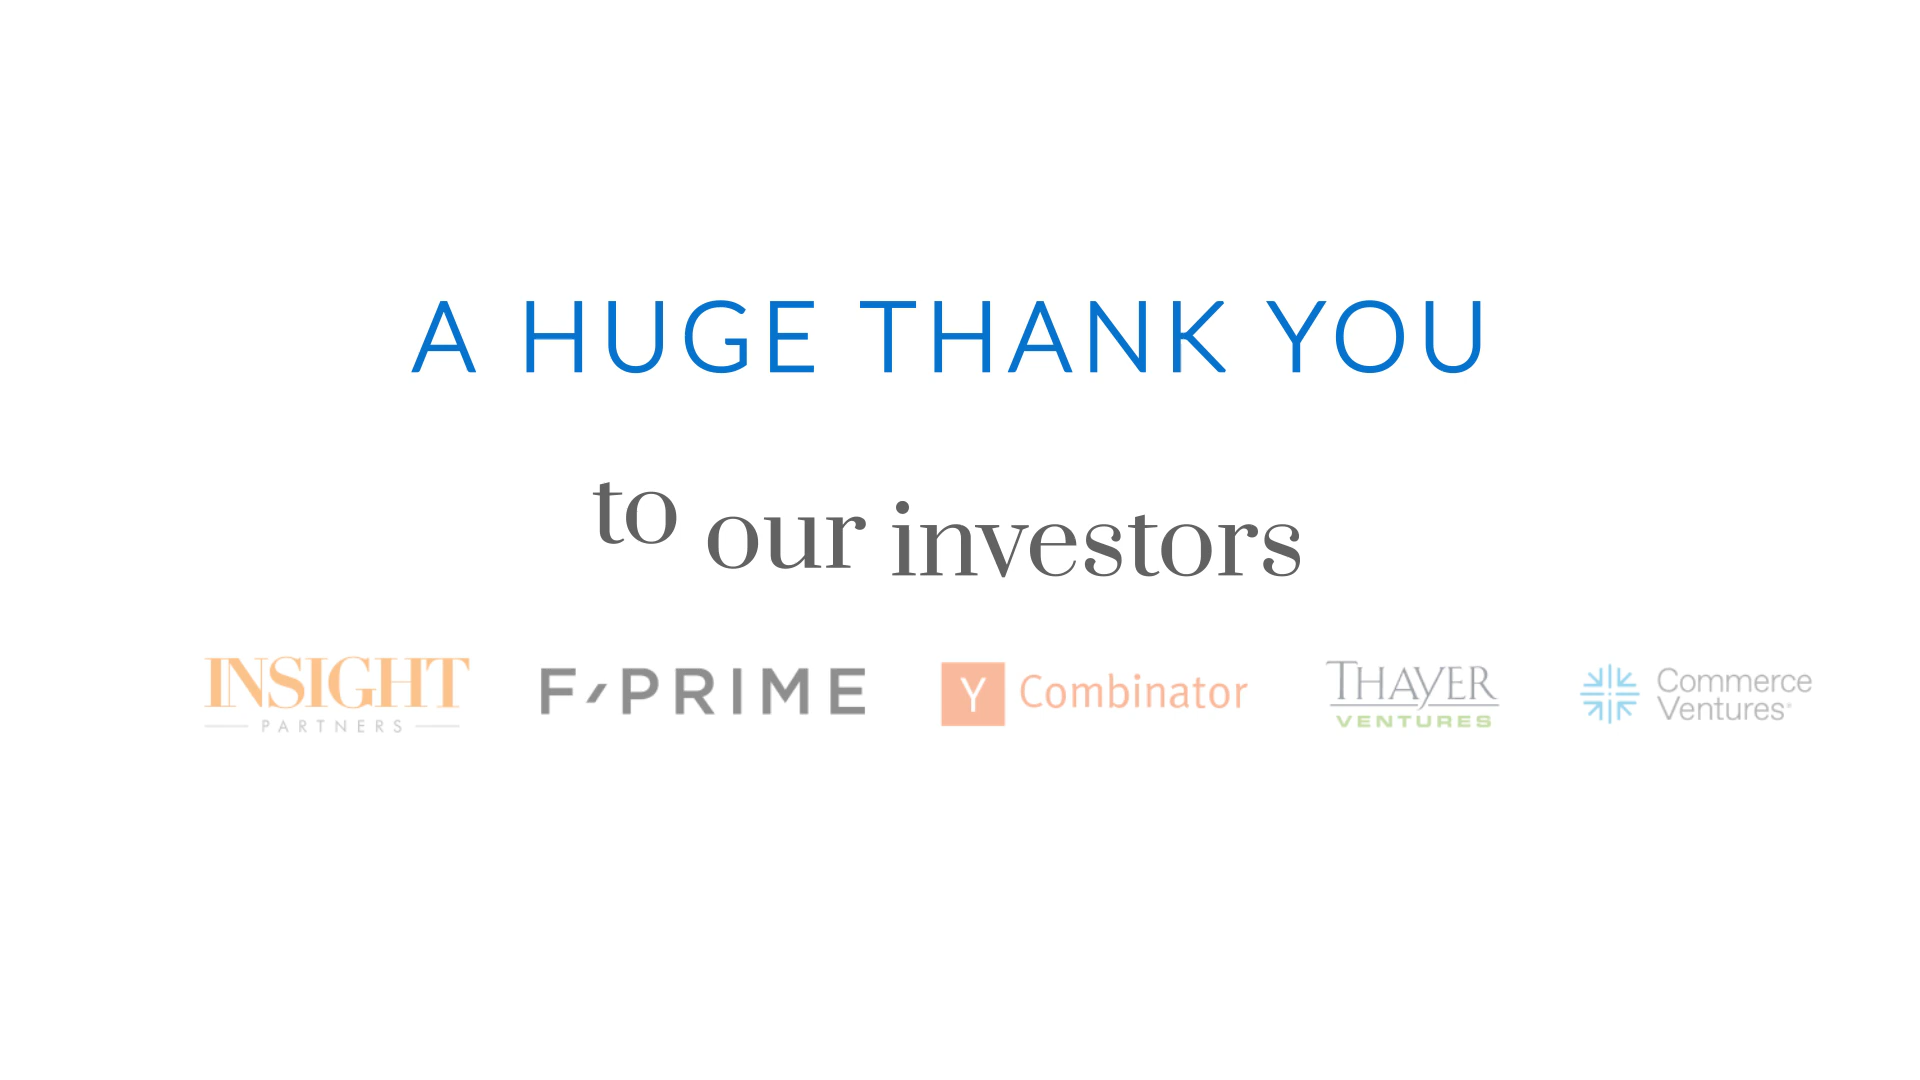 A HUGE THANK YOU
to our investors
INSIGHT
PARTNERS
F/PRIME
Y Combinator
THAYER
VENTURES
Commerce
Ventures